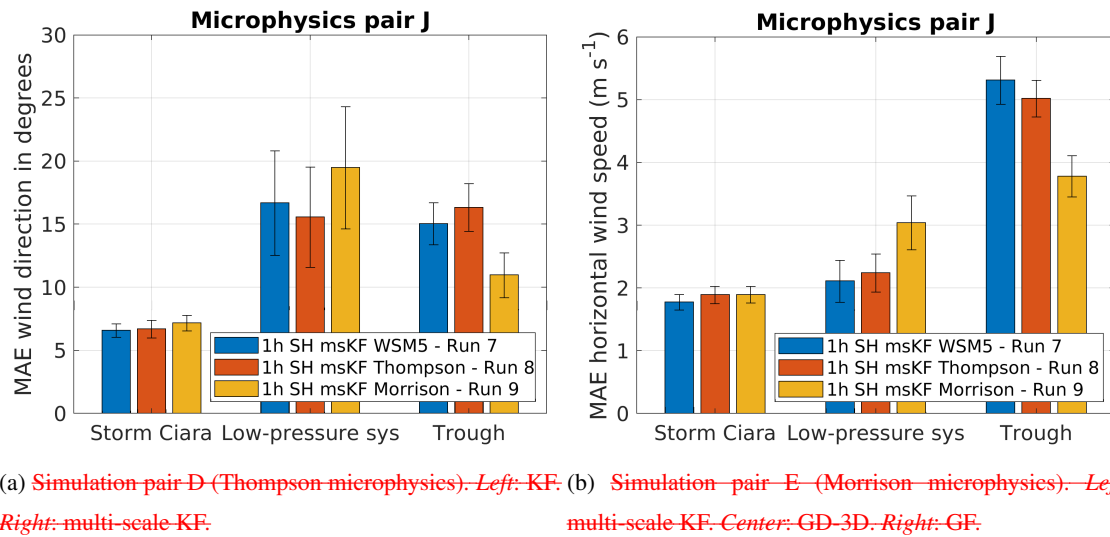 Microphysics pair J
MAE wind direction in degrees
30
25
20
15
10
5
0
1h SH msKF WSM5 - Run 7
1h SH msKF Thompson - Run 8
1h SH msKF Morrison - Run 9
Storm Ciara Low-pressure sys Trough
Microphysics pair J
MAE horizontal wind speed (m s⁻¹)
6
5
4
3
2
1
0
1h SH msKF WSM5 - Run 7
1h SH msKF Thompson - Run 8
1h SH msKF Morrison - Run 9
Storm Ciara Low-pressure sys Trough
(a) Simulation pair D (Thompson microphysics). Left: KF.
Right: multi-scale KF.
(b) Simulation pair E (Morrison microphysics).
multi-scale KF. Center: GD-3D. Right: GF.